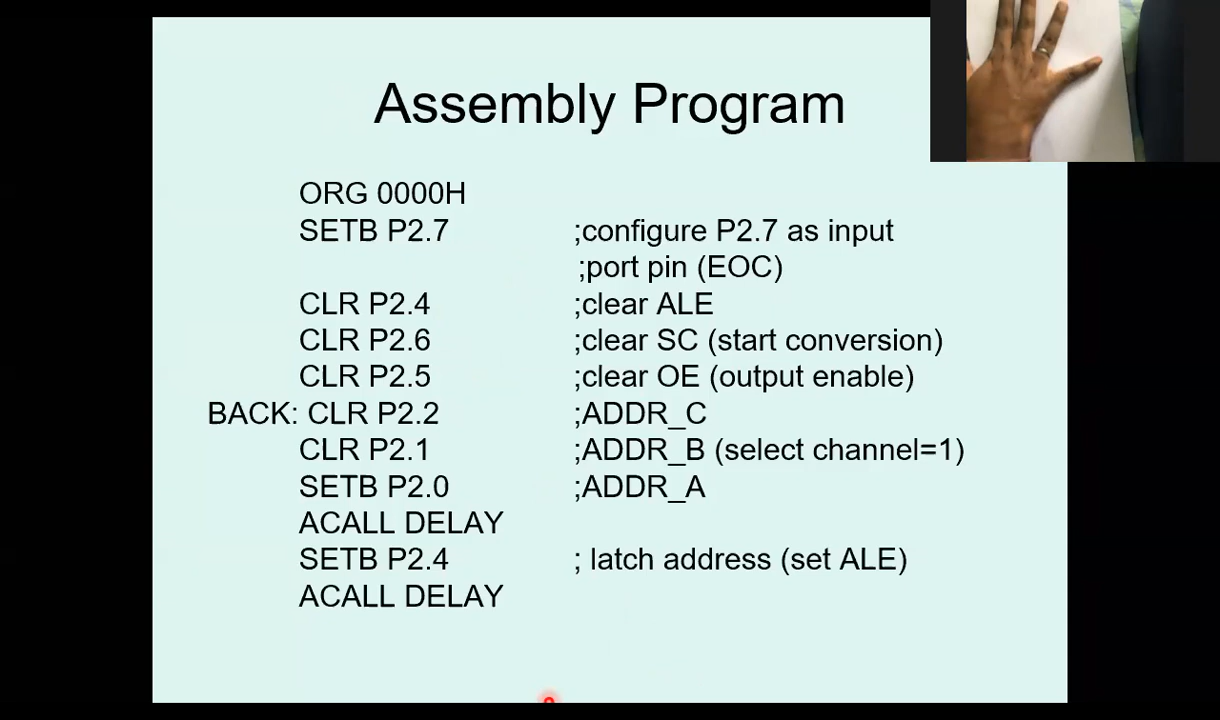 Assembly Program
ORG 0000H
SETB P2.7 ;configure P2.7 as input
;port pin (EOC)
CLR P2.4 ;clear ALE
CLR P2.6 ;clear SC (start conversion)
CLR P2.5 ;clear OE (output enable)
BACK: CLR P2.2 ;ADDR_C
CLR P2.1 ;ADDR_B (select channel=1)
SETB P2.0 ;ADDR_A
ACALL DELAY
SETB P2.4 ; latch address (set ALE)
ACALL DELAY